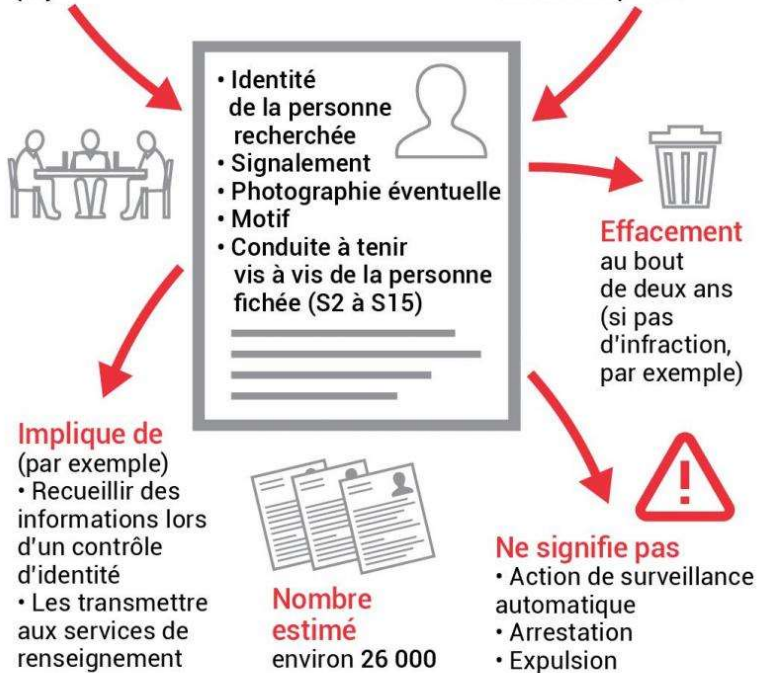 • Identité
de la personne
recherchée
• Signalement
• Photographie éventuelle
• Motif
• Conduite à tenir
vis à vis de la personne
fichée (S2 à S15)
Effacement
au bout
de deux ans
(si pas
d'infraction,
par exemple)
Implique de
(par exemple)
• Recueillir des
informations lors
d'un contrôle
d'identité
• Les transmettre
aux services de
renseignement
Nombre
estimé
environ 26 000
Ne signifie pas
• Action de surveillance
automatique
• Arrestation
• Expulsion